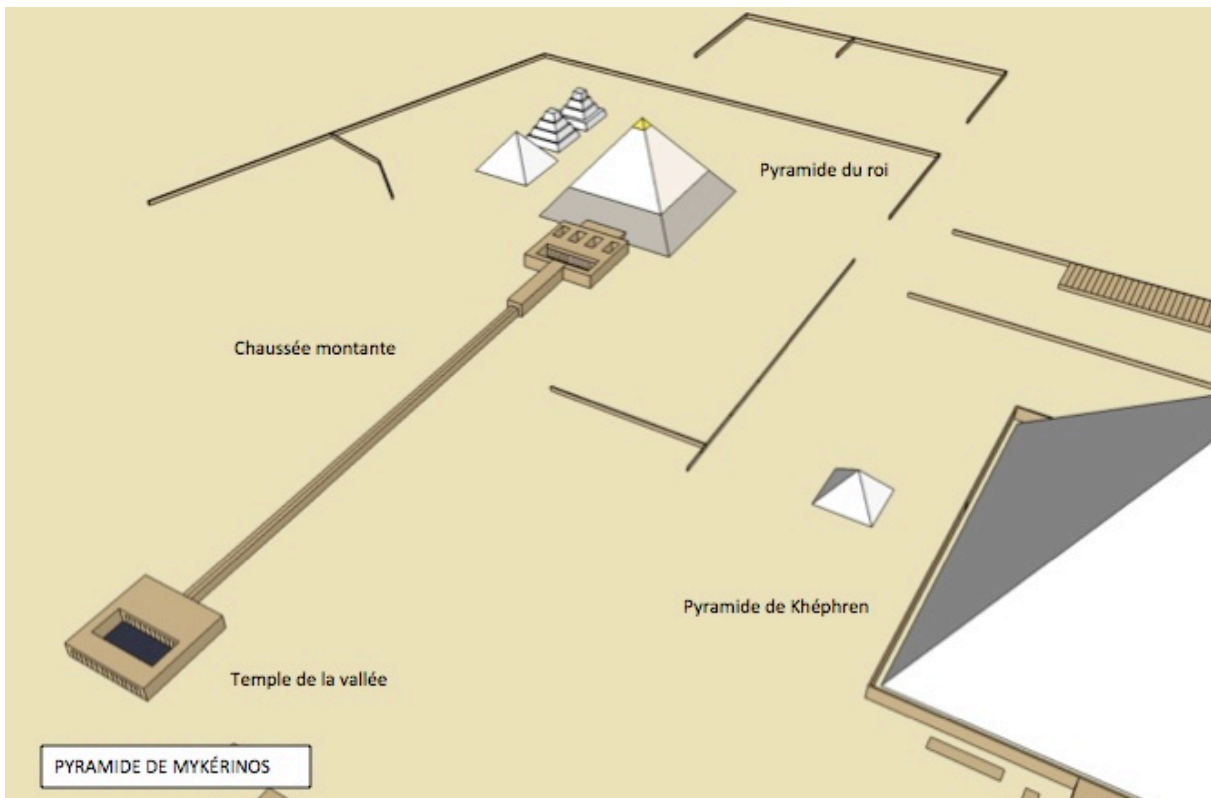 Pyramide du roi
Chaussée montante
Pyramide de Khéphren
Temple de la vallée
PYRAMIDE DE MYKÉRINOS